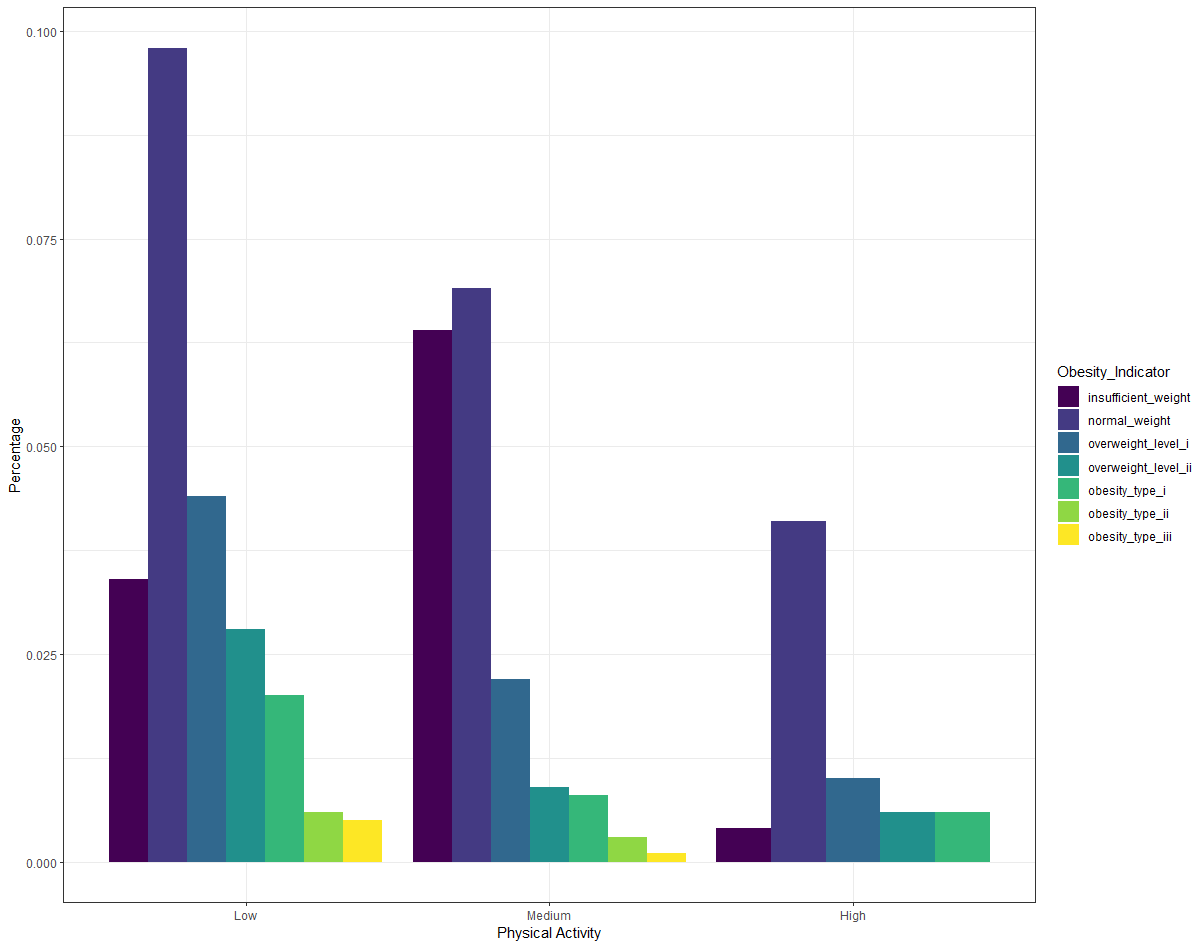 0.100
0.075
0.050
0.025
0.000
Percentage
Low
Medium
High
Physical Activity
Obesity_Indicator
insufficient_weight
normal_weight
overweight_level_i
overweight_level_ii
obesity_type_i
obesity_type_ii
obesity_type_iii